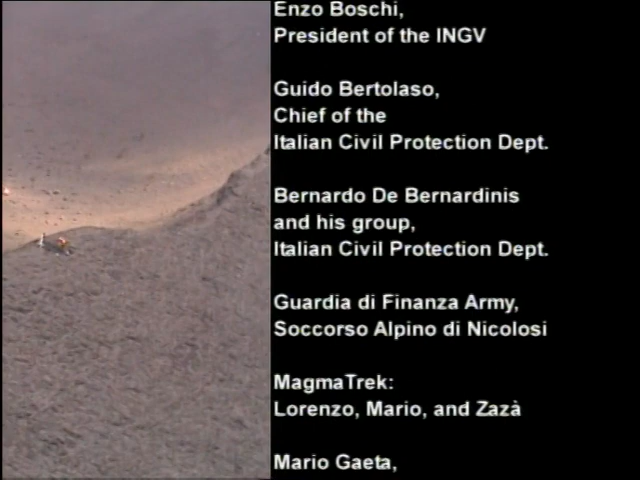 Enzo Boschi,
President of the INGV
Guido Bertolaso,
Chief of the
Italian Civil Protection Dept.
Bernardo De Bernardinis
and his group,
Italian Civil Protection Dept.
Guardia di Finanza Army,
Soccorso Alpino di Nicolosi
MagmaTrek:
Lorenzo, Mario, and Zazà
Mario Gaeta,